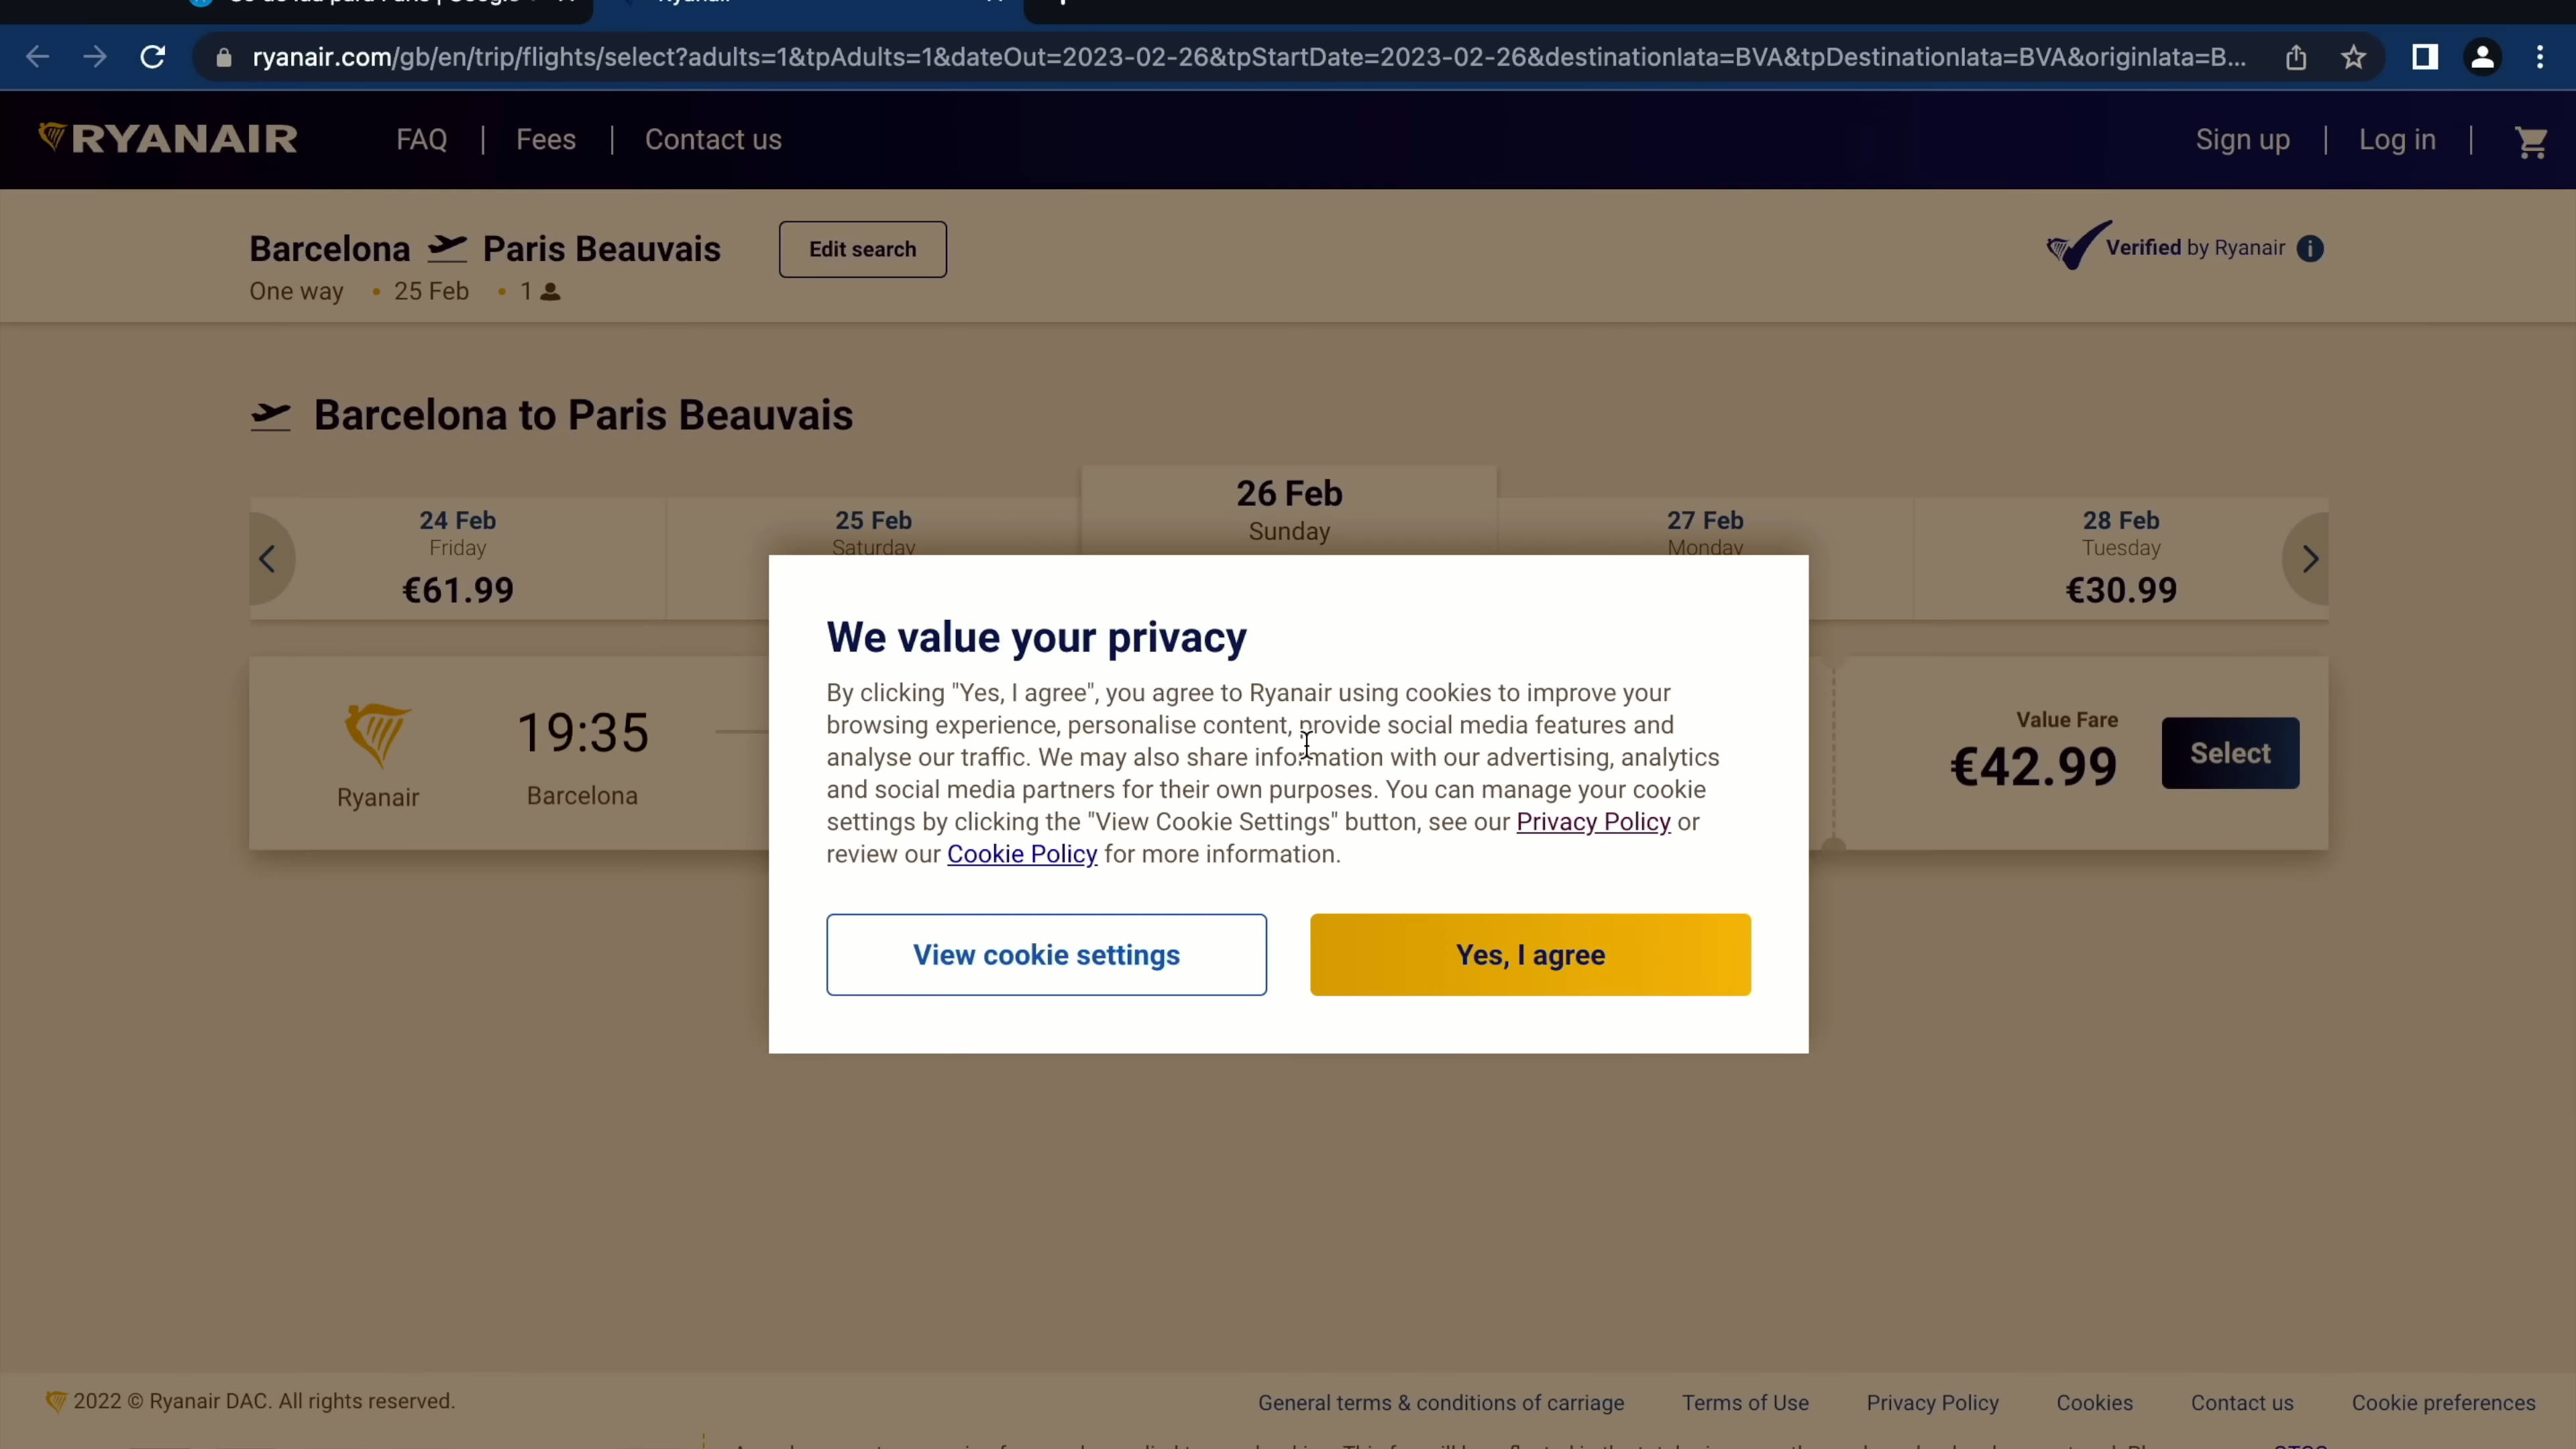 ryanair.com/gb/en/trip/flights/select?adults=1&tpAdults=1&dateOut=2023-02-26&tpStartDate=2023-02-26&destinationIata=BVA&tpDestinationIata=BVA&originIata=B...
RYANAIR
FAQ | Fees | Contact us
Sign up | Log in |
Barcelona Paris Beauvais
Edit search
Verified by Ryanair i
One way • 25 Feb • 1
Barcelona to Paris Beauvais
24 Feb
Friday
€61.99
25 Feb
Saturday
26 Feb
Sunday
27 Feb
Monday
28 Feb
Tuesday
€30.99
Ryanair
19:35
Barcelona
Value Fare
€42.99
Select
We value your privacy
By clicking "Yes, I agree", you agree to Ryanair using cookies to improve your
browsing experience, personalise content, provide social media features and
analyse our traffic. We may also share information with our advertising, analytics
and social media partners for their own purposes. You can manage your cookie
settings by clicking the "View Cookie Settings" button, see our Privacy Policy or
review our Cookie Policy for more information.
View cookie settings
Yes, I agree
2022 © Ryanair DAC. All rights reserved.
General terms & conditions of carriage
Terms of Use
Privacy Policy
Cookies
Contact us
Cookie preferences